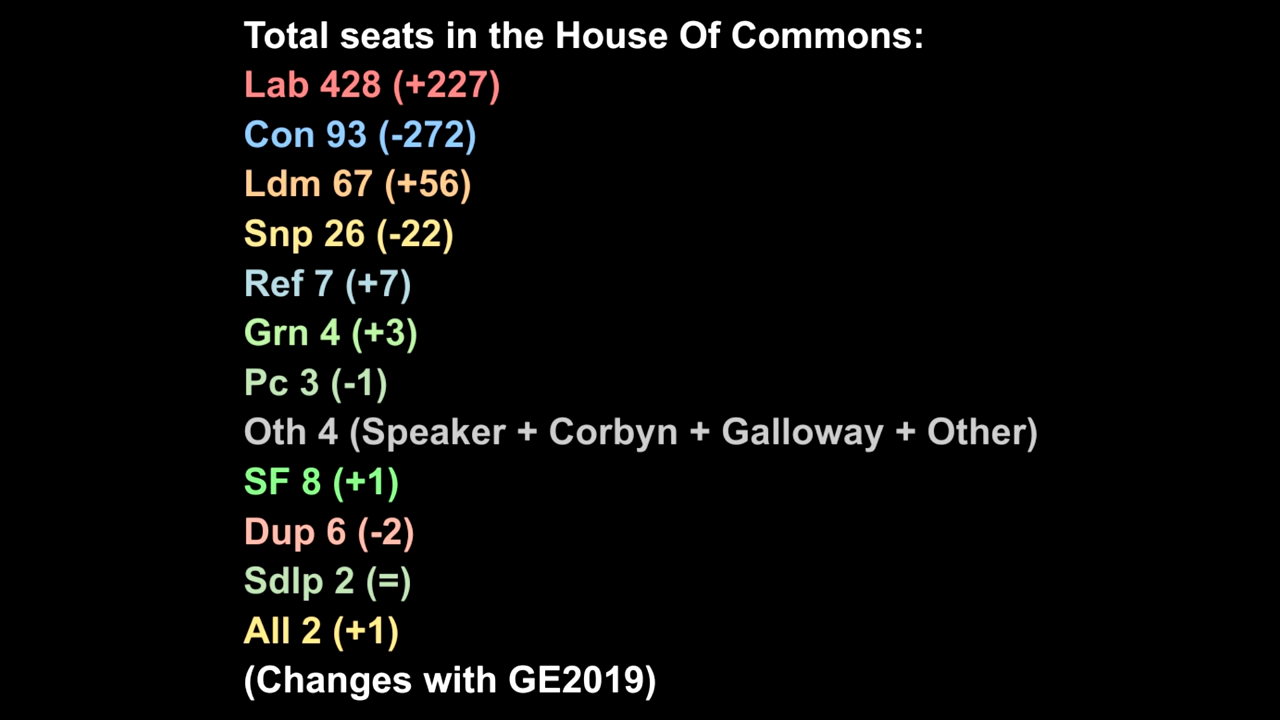 Total seats in the House Of Commons:
Lab 428 (+227)
Con 93 (-272)
Ldm 67 (+56)
Snp 26 (-22)
Ref 7 (+7)
Grn 4 (+3)
Pc 3 (-1)
Oth 4 (Speaker + Corbyn + Galloway + Other)
SF 8 (+1)
Dup 6 (-2)
Sdlp 2 (=)
All 2 (+1)
(Changes with GE2019)